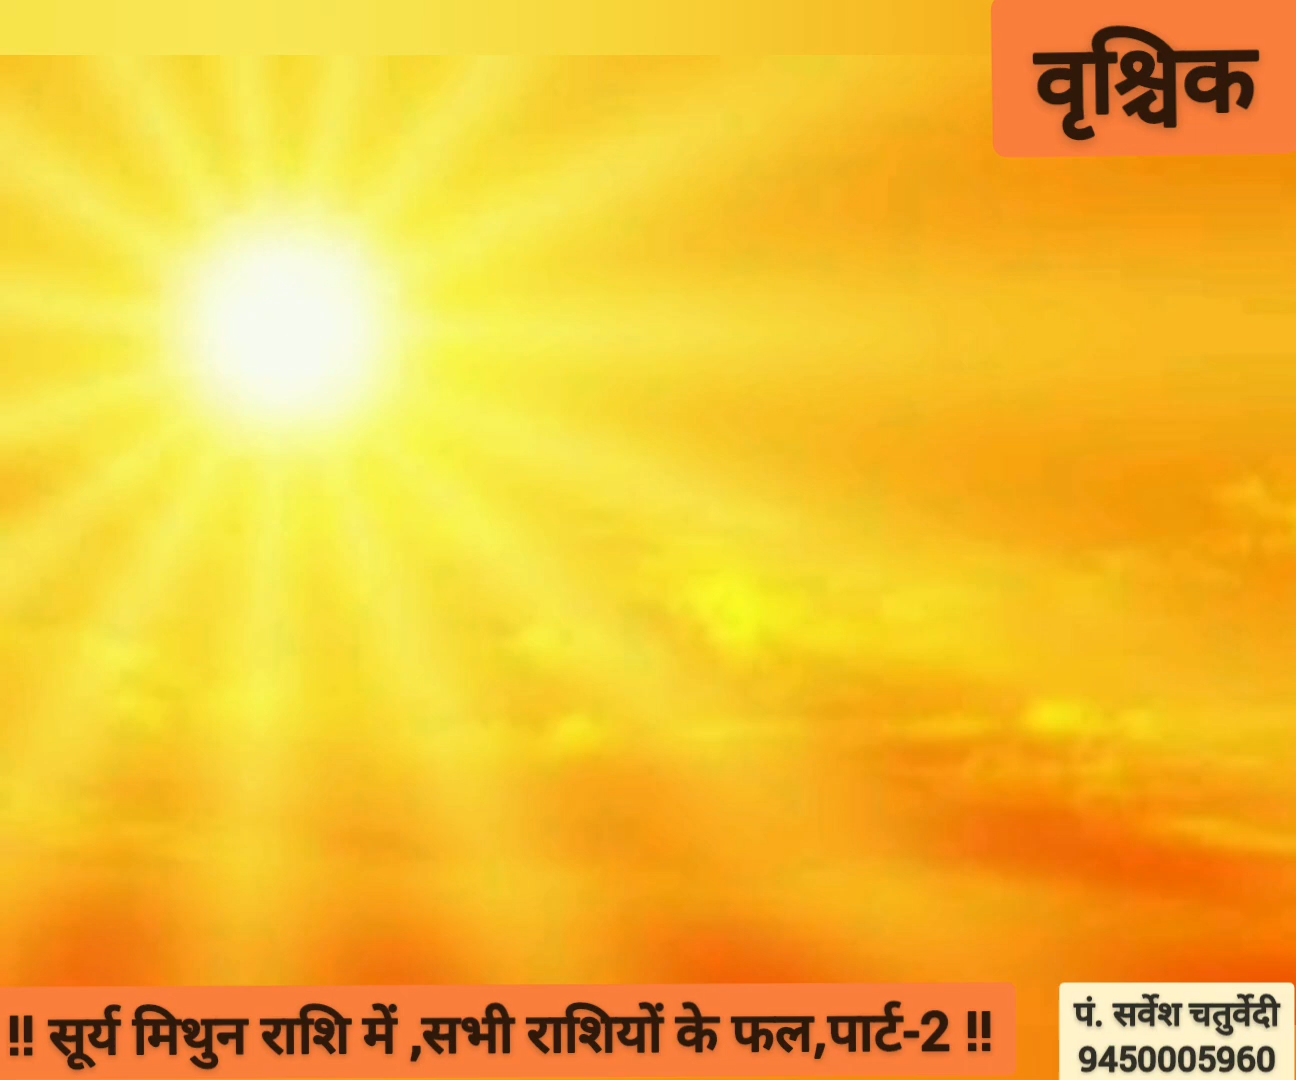 वृश्चिक
!! सूर्य मिथुन राशि में ,सभी राशियों के फल,पार्ट-2 !!
पं. सर्वेश चतुर्वेदी
9450005960